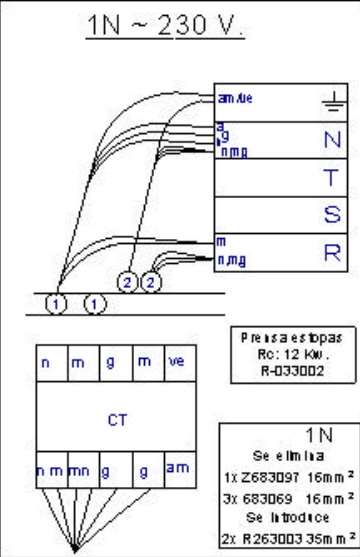 1N ~ 230 V.
am/ve
a
g
N
n,mg
T
S
m
n,mg
R
2 2
1 1
Prensaestopas
Rc: 12 Kw.
R-033002
n m g m ve
CT
n m mn g g am
1N
Se elimina
1x Z683097 16mm²
3x 683069 16mm²
Se Introduce
2x R263003 35mm²